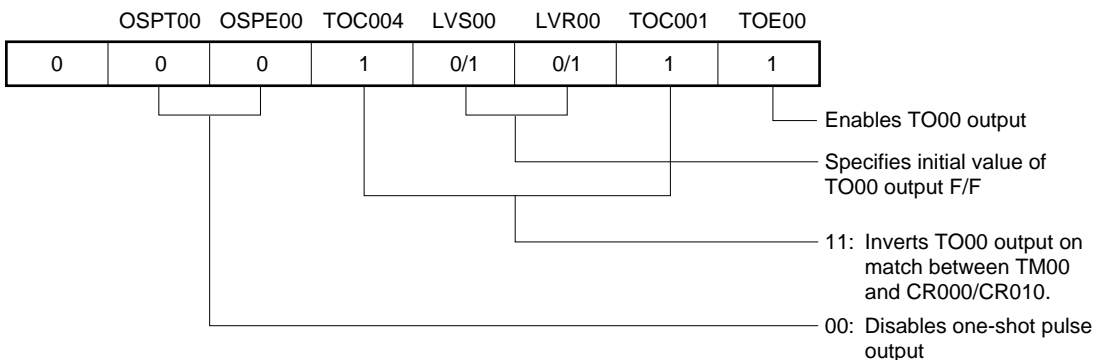 OSPT00 OSPE00 TOC004 LVS00 LVR00 TOC001 TOE00
0 0 0 1 0/1 0/1 1 1
Enables TO00 output
Specifies initial value of
TO00 output F/F
11: Inverts TO00 output on
match between TM00
and CR000/CR010.
00: Disables one-shot pulse
output